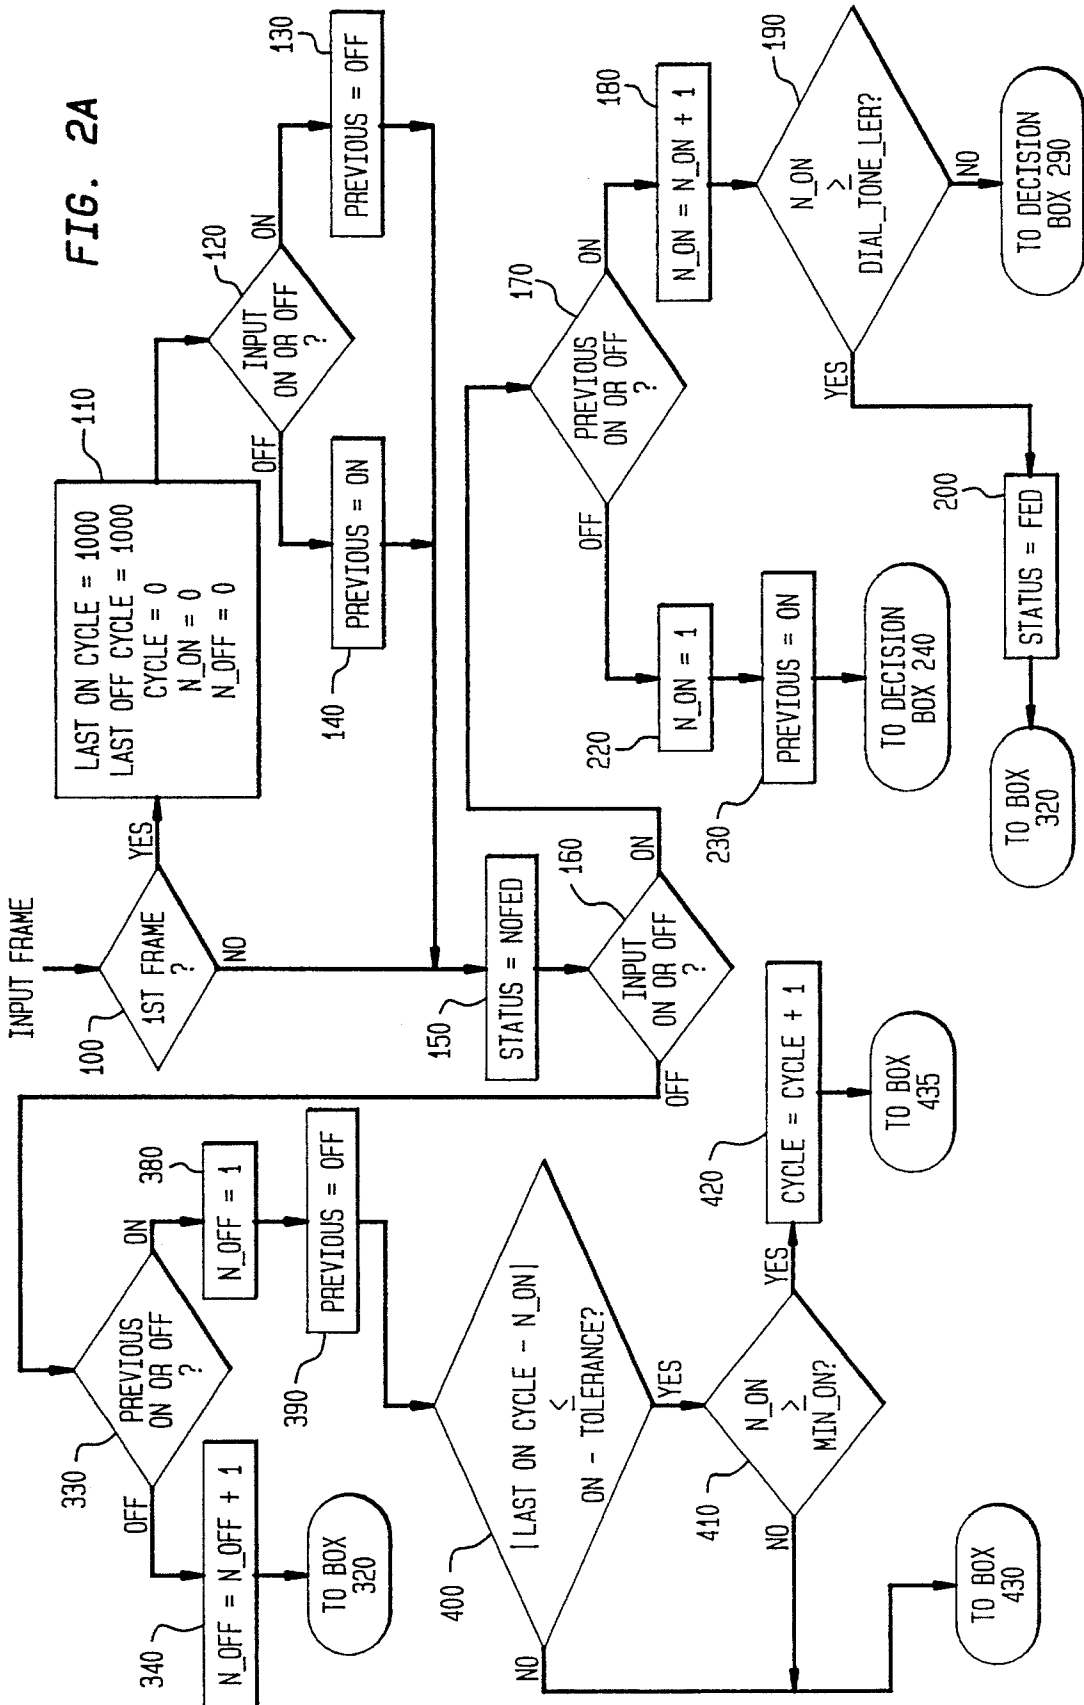 FIG. 2A
INPUT FRAME
100
1ST FRAME
?
YES
NO
110
LAST ON CYCLE = 1000
LAST OFF CYCLE = 1000
CYCLE = 0
N_ON = 0
N_OFF = 0
120
INPUT
ON OR OFF
?
OFF
ON
130
PREVIOUS = OFF
140
PREVIOUS = ON
150
STATUS = NOFED
160
INPUT
ON OR OFF
?
OFF
ON
170
PREVIOUS
ON OR OFF
?
OFF
ON
180
N_ON = N_ON + 1
190
N_ON
≥
DIAL_TONE_LER?
YES
NO
TO DECISION
BOX 290
200
STATUS = FED
TO BOX
320
220
N_ON = 1
230
PREVIOUS = ON
TO DECISION
BOX 240
330
PREVIOUS
ON OR OFF
?
OFF
ON
340
N_OFF = N_OFF + 1
TO BOX
320
380
N_OFF = 1
390
PREVIOUS = OFF
400
|LAST ON CYCLE - N_ON|
≤
ON - TOLERANCE?
NO
YES
410
N_ON
≥
MIN_ON?
NO
YES
420
CYCLE = CYCLE + 1
TO BOX
435
TO BOX
430